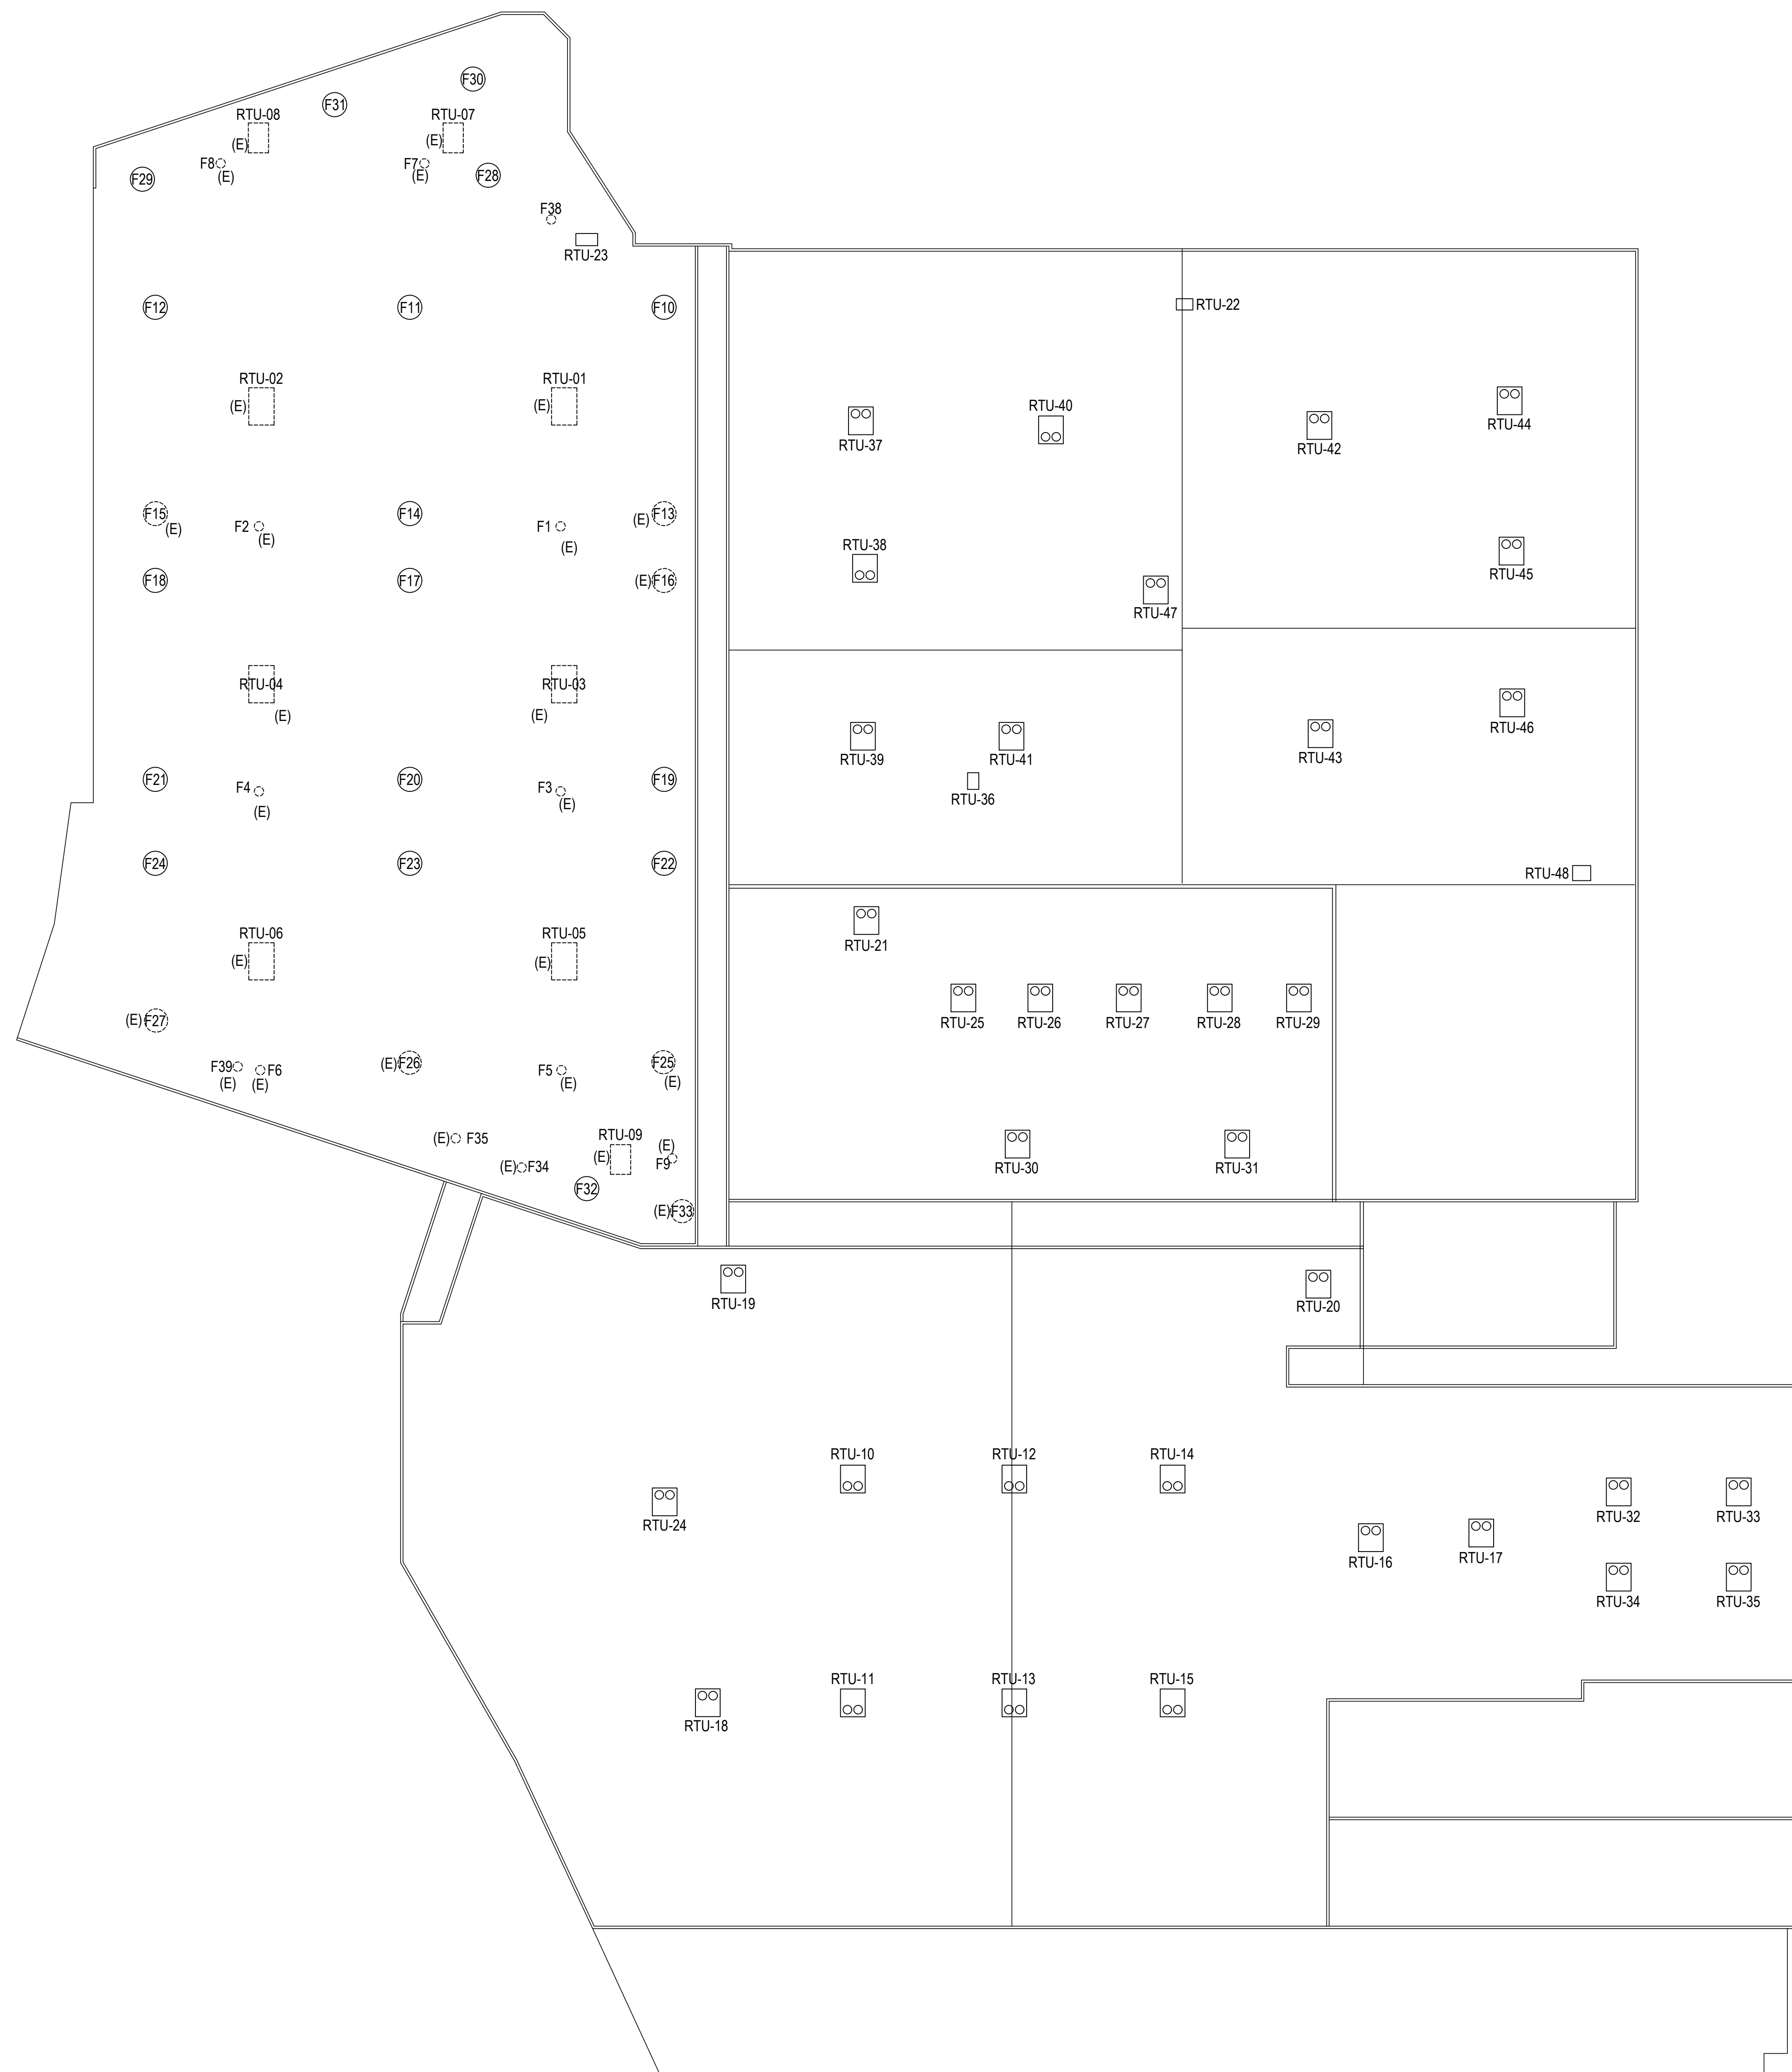 F30
F31
RTU-08
RTU-07
(E)
(E)
F8
F7
(E)
(E)
F29
F28
F38
RTU-23
F12
F11
F10
RTU-22
RTU-02
RTU-01
(E)
(E)
RTU-40
RTU-37
RTU-44
RTU-42
F15
(E)
F2
(E)
F14
F1
(E)
(E)
F13
RTU-38
F18
F17
(E)
F16
RTU-45
RTU-47
RTU-04
(E)
RTU-03
(E)
RTU-46
RTU-39
RTU-41
RTU-43
F21
F4
(E)
F20
F3
(E)
F19
RTU-36
F24
F23
F22
RTU-48
RTU-06
(E)
RTU-05
(E)
RTU-21
(E)
F27
RTU-25
RTU-26
RTU-27
RTU-28
RTU-29
F39
(E)
F6
(E)
(E)
F26
F5
(E)
F25
(E)
(E)
F35
RTU-09
(E)
(E)
F9
(E)
F34
RTU-30
RTU-31
F32
(E)
F33
RTU-19
RTU-20
RTU-10
RTU-12
RTU-14
RTU-24
RTU-32
RTU-33
RTU-16
RTU-17
RTU-34
RTU-35
RTU-11
RTU-13
RTU-15
RTU-18